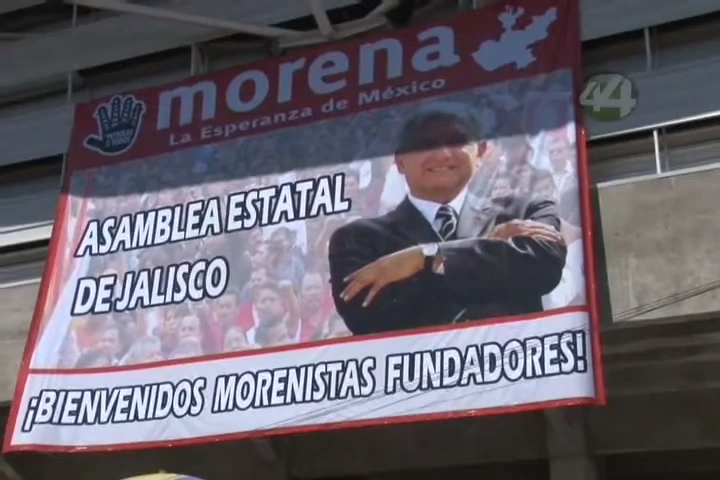 morena
La Esperanza de México
44
ASAMBLEA ESTATAL
DE JALISCO
¡BIENVENIDOS MORENISTAS FUNDADORES!